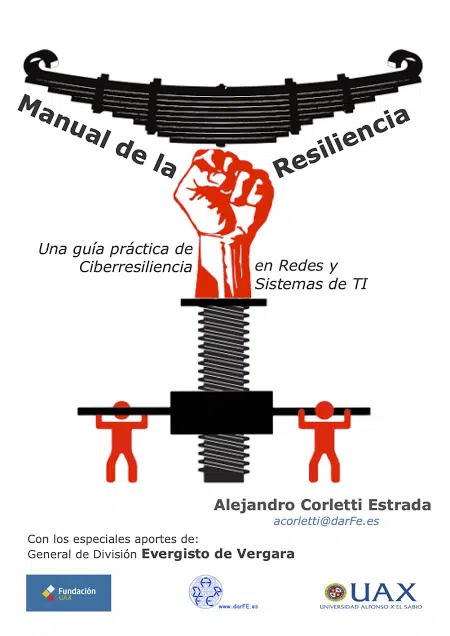 Manual de la Resiliencia
Una guía práctica de
Ciberresiliencia
en Redes y
Sistemas de TI
Alejandro Corletti Estrada
acorletti@darFe.es
Con los especiales aportes de:
General de División Evergisto de Vergara
Fundación
UAX
www.darFE.es
UAX
UNIVERSIDAD ALFONSO X EL SABIO